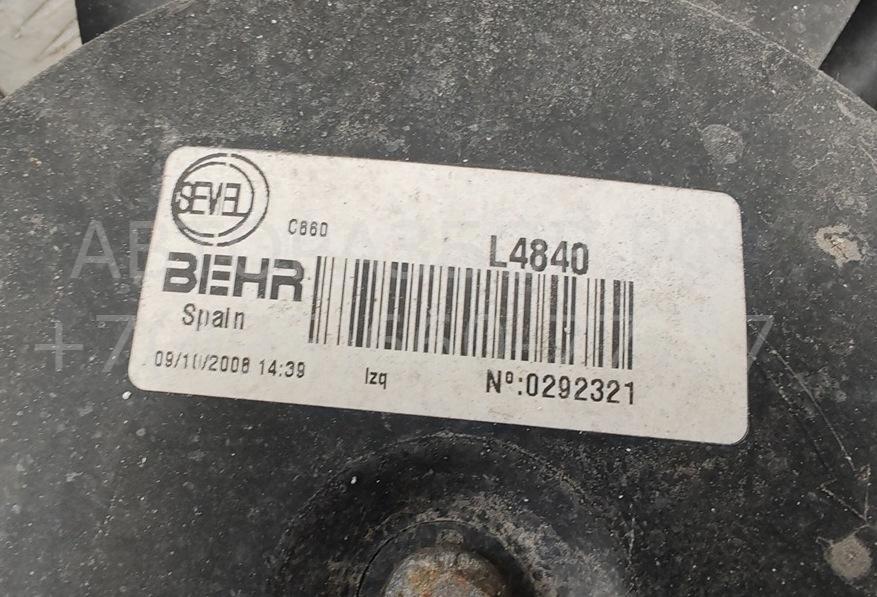 SEVEL
C860
L4840
BEHR
Spain
09/10/2008 14:39
Izq
Nº:0292321